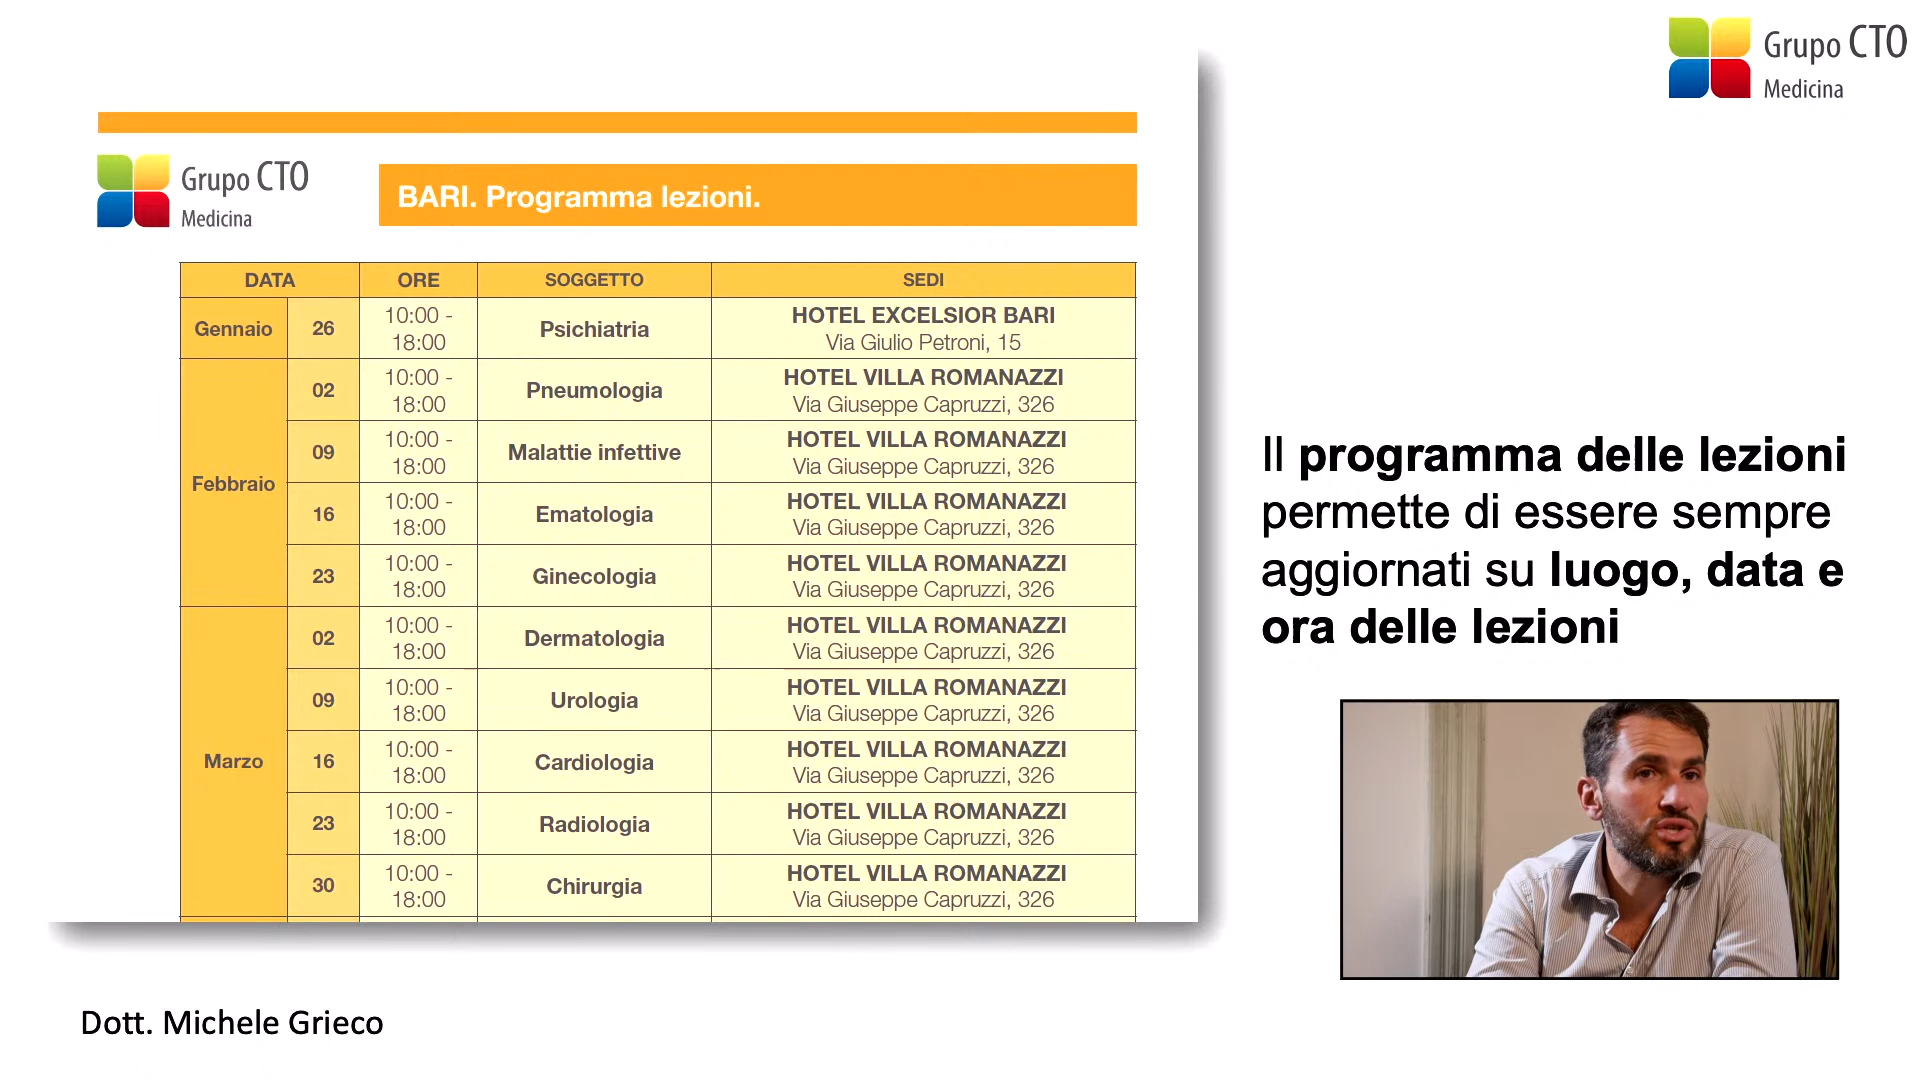 Grupo CTO
Medicina
Grupo CTO
Medicina
BARI. Programma lezioni.
DATA ORE SOGGETTO SEDI
Gennaio 26 10:00 - 18:00 Psichiatria HOTEL EXCELSIOR BARI Via Giulio Petroni, 15
Febbraio 02 10:00 - 18:00 Pneumologia HOTEL VILLA ROMANAZZI Via Giuseppe Capruzzi, 326
09 10:00 - 18:00 Malattie infettive HOTEL VILLA ROMANAZZI Via Giuseppe Capruzzi, 326
16 10:00 - 18:00 Ematologia HOTEL VILLA ROMANAZZI Via Giuseppe Capruzzi, 326
23 10:00 - 18:00 Ginecologia HOTEL VILLA ROMANAZZI Via Giuseppe Capruzzi, 326
Marzo 02 10:00 - 18:00 Dermatologia HOTEL VILLA ROMANAZZI Via Giuseppe Capruzzi, 326
09 10:00 - 18:00 Urologia HOTEL VILLA ROMANAZZI Via Giuseppe Capruzzi, 326
16 10:00 - 18:00 Cardiologia HOTEL VILLA ROMANAZZI Via Giuseppe Capruzzi, 326
23 10:00 - 18:00 Radiologia HOTEL VILLA ROMANAZZI Via Giuseppe Capruzzi, 326
30 10:00 - 18:00 Chirurgia HOTEL VILLA ROMANAZZI Via Giuseppe Capruzzi, 326
Il programma delle lezioni
permette di essere sempre
aggiornati su luogo, data e
ora delle lezioni
Dott. Michele Grieco